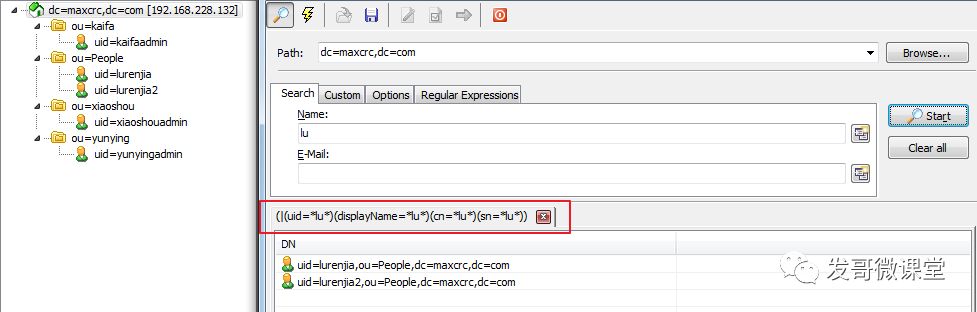 dc=maxcrc,dc=com [192.168.228.132]
ou=kaifa
uid=kaifaadmin
ou=People
uid=lurenjia
uid=lurenjia2
ou=xiaoshou
uid=xiaoshouadmin
ou=yunying
uid=yunyingadmin
Path: dc=maxcrc,dc=com Browse...
Search Custom Options Regular Expressions
Name:
lu
E-Mail:
Start
Clear all
(|(uid=*lu*)(displayName=*lu*)(cn=*lu*)(sn=*lu*))
DN
uid=lurenjia,ou=People,dc=maxcrc,dc=com
uid=lurenjia2,ou=People,dc=maxcrc,dc=com
发哥微课堂